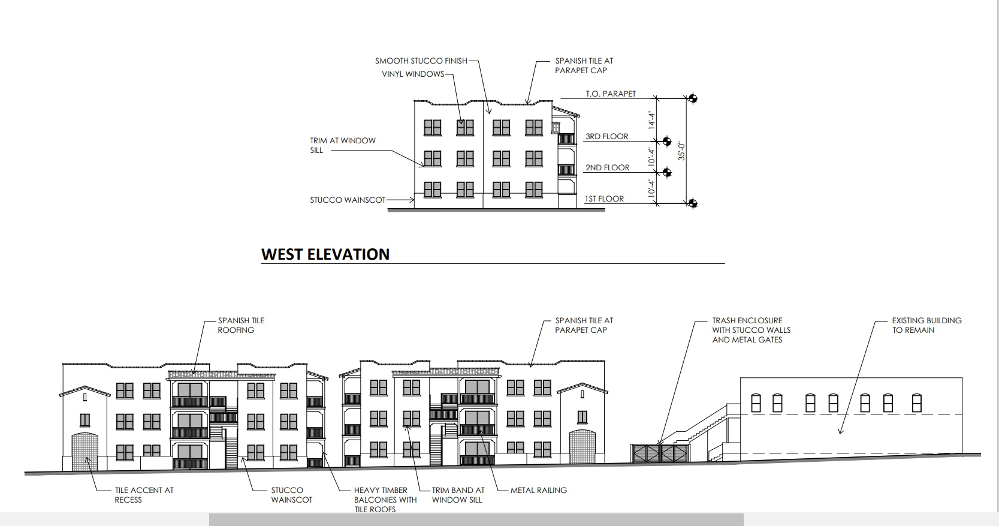 SMOOTH STUCCO FINISH
VINYL WINDOWS
SPANISH TILE AT
PARAPET CAP
T.O. PARAPET
14'-4"
TRIM AT WINDOW
SILL
3RD FLOOR
10'-4"
35'-0"
2ND FLOOR
10'-4"
STUCCO WAINSCOT
1ST FLOOR
WEST ELEVATION
SPANISH TILE
ROOFING
SPANISH TILE AT
PARAPET CAP
TRASH ENCLOSURE
WITH STUCCO WALLS
AND METAL GATES
EXISTING BUILDING
TO REMAIN
TILE ACCENT AT
RECESS
STUCCO
WAINSCOT
HEAVY TIMBER
BALCONIES WITH
TILE ROOFS
TRIM BAND AT
WINDOW SILL
METAL RAILING